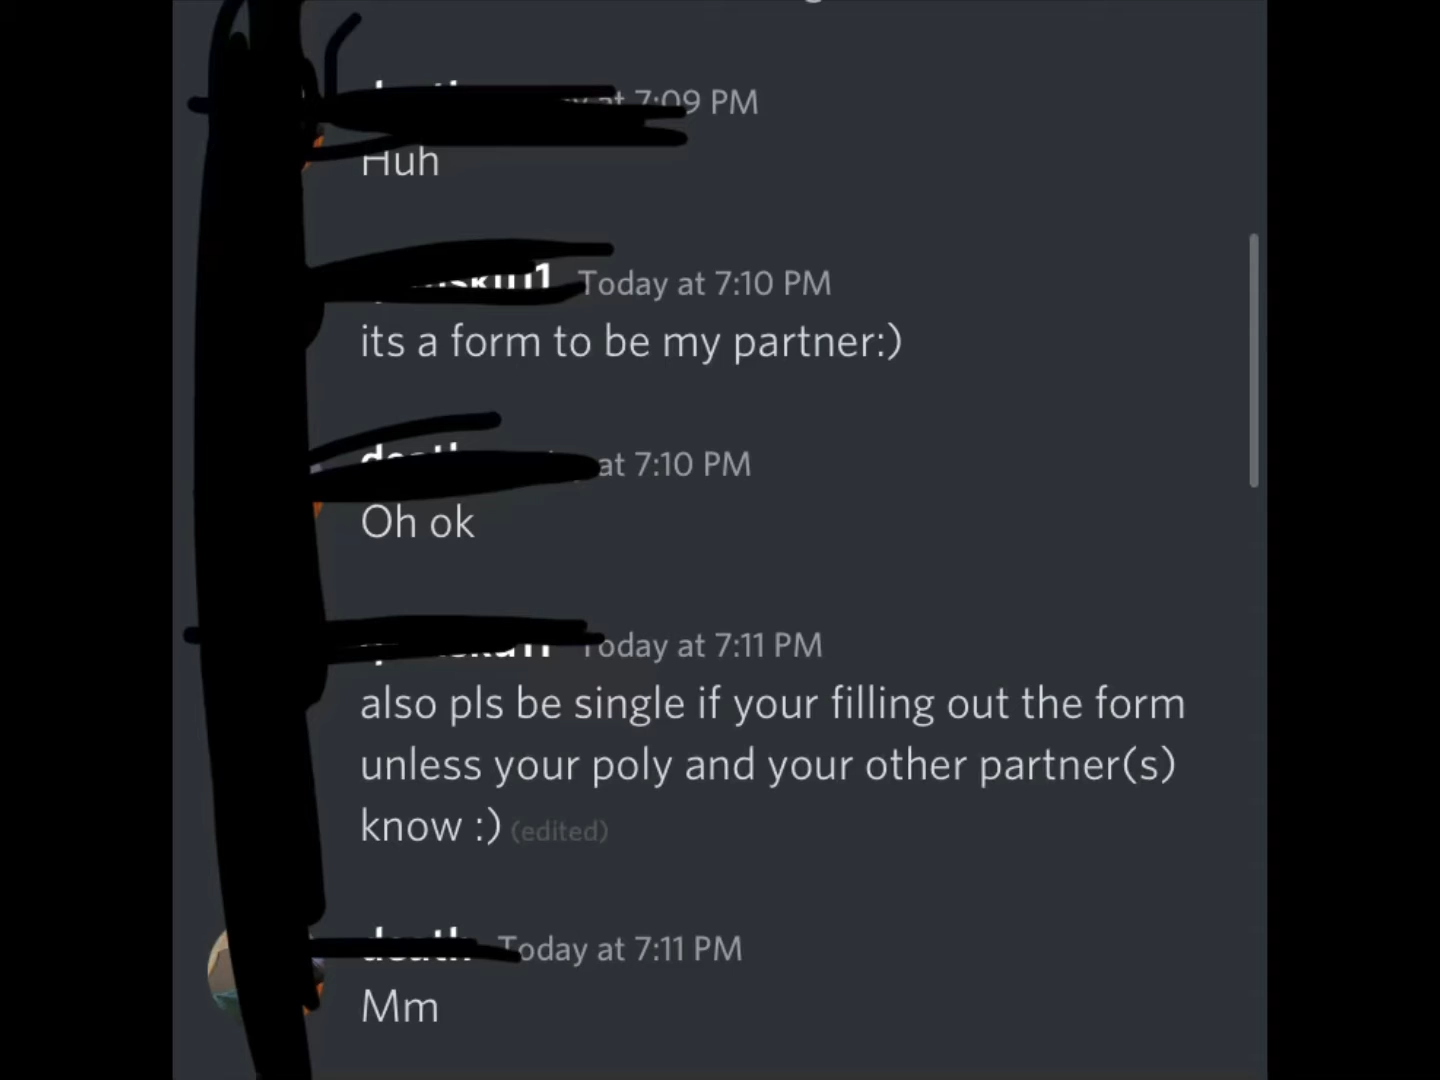 at 7:09 PM
Huh
Today at 7:10 PM
its a form to be my partner:)
at 7:10 PM
Oh ok
Today at 7:11 PM
also pls be single if your filling out the form
unless your poly and your other partner(s)
know :) (edited)
death Today at 7:11 PM
Mm